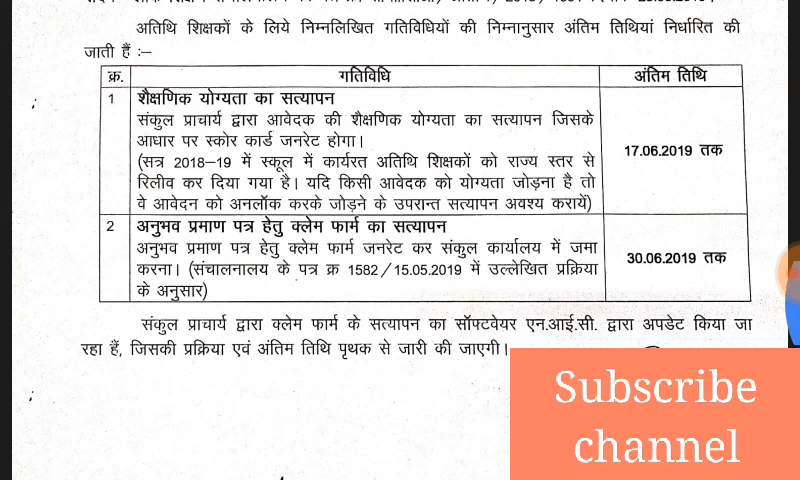 अतिथि शिक्षकों के लिये निम्नलिखित गतिविधियों की निम्नानुसार अंतिम तिथियां निर्धारित की
जाती हैं :–
क्र. गतिविधि अंतिम तिथि
1 शैक्षणिक योग्यता का सत्यापन
संकुल प्राचार्य द्वारा आवेदक की शैक्षणिक योग्यता का सत्यापन जिसके
आधार पर स्कोर कार्ड जनरेट होगा।
(सत्र 2018–19 में स्कूल में कार्यरत अतिथि शिक्षकों को राज्य स्तर से
रिलीव कर दिया गया है। यदि किसी आवेदक को योग्यता जोड़ना है तो
वे आवेदन को अनलॉक करके जोड़ने के उपरान्त सत्यापन अवश्य करायें)
17.06.2019 तक
2 अनुभव प्रमाण पत्र हेतु क्लेम फार्म का सत्यापन
अनुभव प्रमाण पत्र हेतु क्लेम फार्म जनरेट कर संकुल कार्यालय में जमा
करना। (संचालनालय के पत्र क्र 1582/15.05.2019 में उल्लेखित प्रक्रिया
के अनुसार)
30.06.2019 तक
संकुल प्राचार्य द्वारा क्लेम फार्म के सत्यापन का सॉफ्टवेयर एन.आई.सी. द्वारा अपडेट किया जा
रहा हैं, जिसकी प्रक्रिया एवं अंतिम तिथि पृथक से जारी की जाएगी।
Subscribe
channel